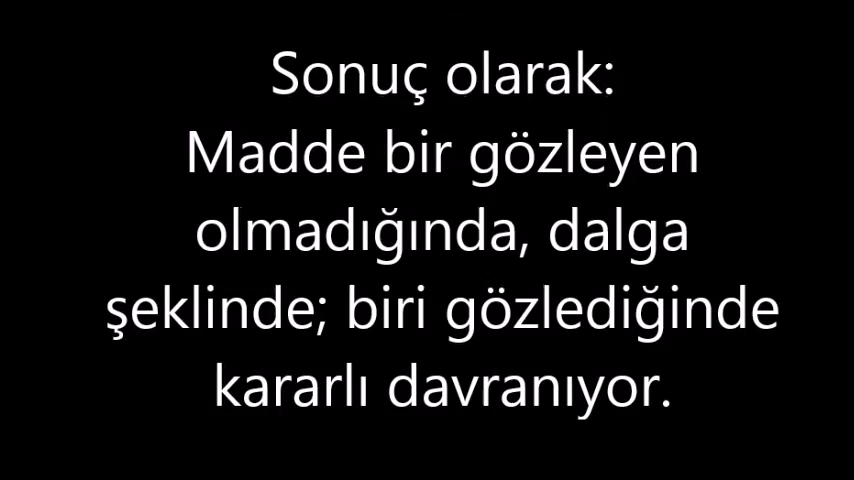 Sonuç olarak:
Madde bir gözleyen
olmadığında, dalga
şeklinde; biri gözlediğinde
kararlı davranıyor.